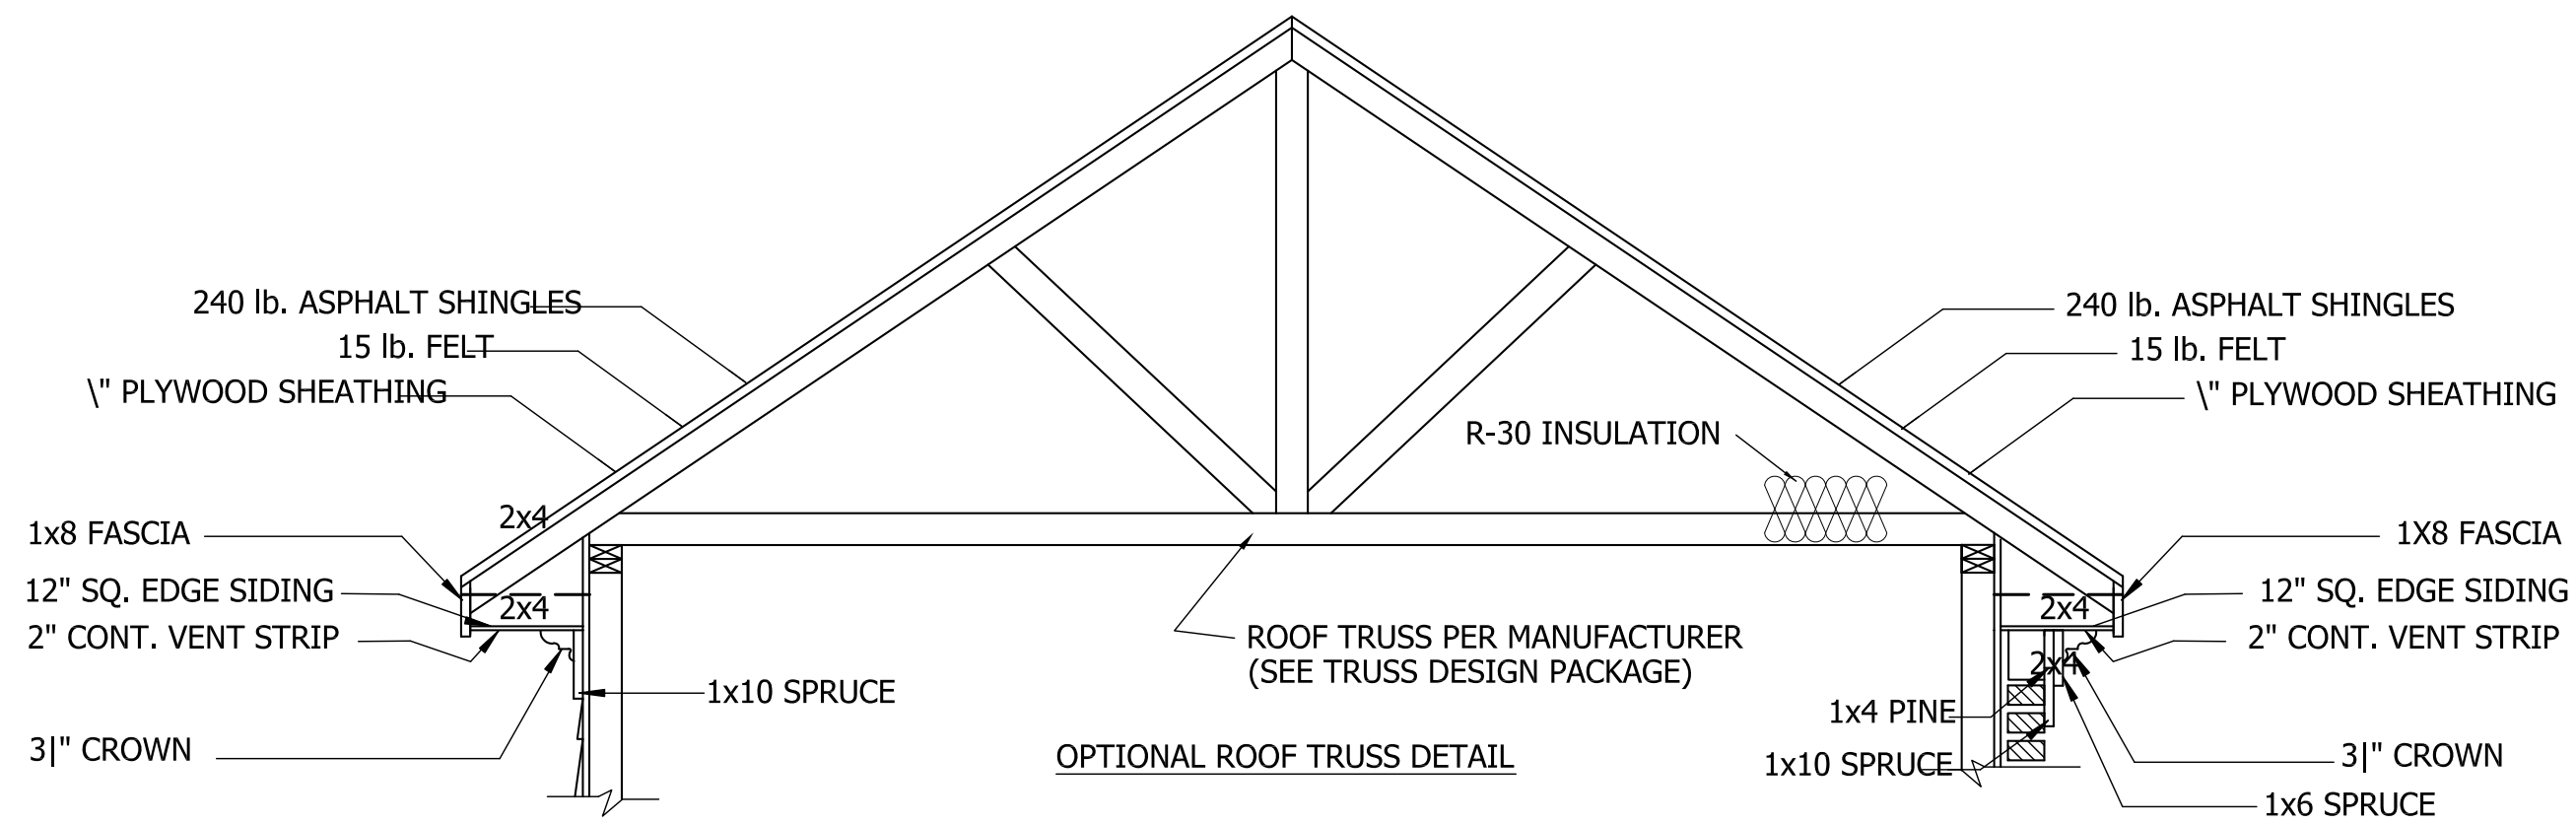 240 lb. ASPHALT SHINGLES
15 lb. FELT
\" PLYWOOD SHEATHING
2x4
1x8 FASCIA
12" SQ. EDGE SIDING
2x4
2" CONT. VENT STRIP
1x10 SPRUCE
3|" CROWN
R-30 INSULATION
ROOF TRUSS PER MANUFACTURER
(SEE TRUSS DESIGN PACKAGE)
OPTIONAL ROOF TRUSS DETAIL
240 lb. ASPHALT SHINGLES
15 lb. FELT
\" PLYWOOD SHEATHING
1X8 FASCIA
12" SQ. EDGE SIDING
2x4
2" CONT. VENT STRIP
2x4
1x4 PINE
1x10 SPRUCE
3|" CROWN
1x6 SPRUCE